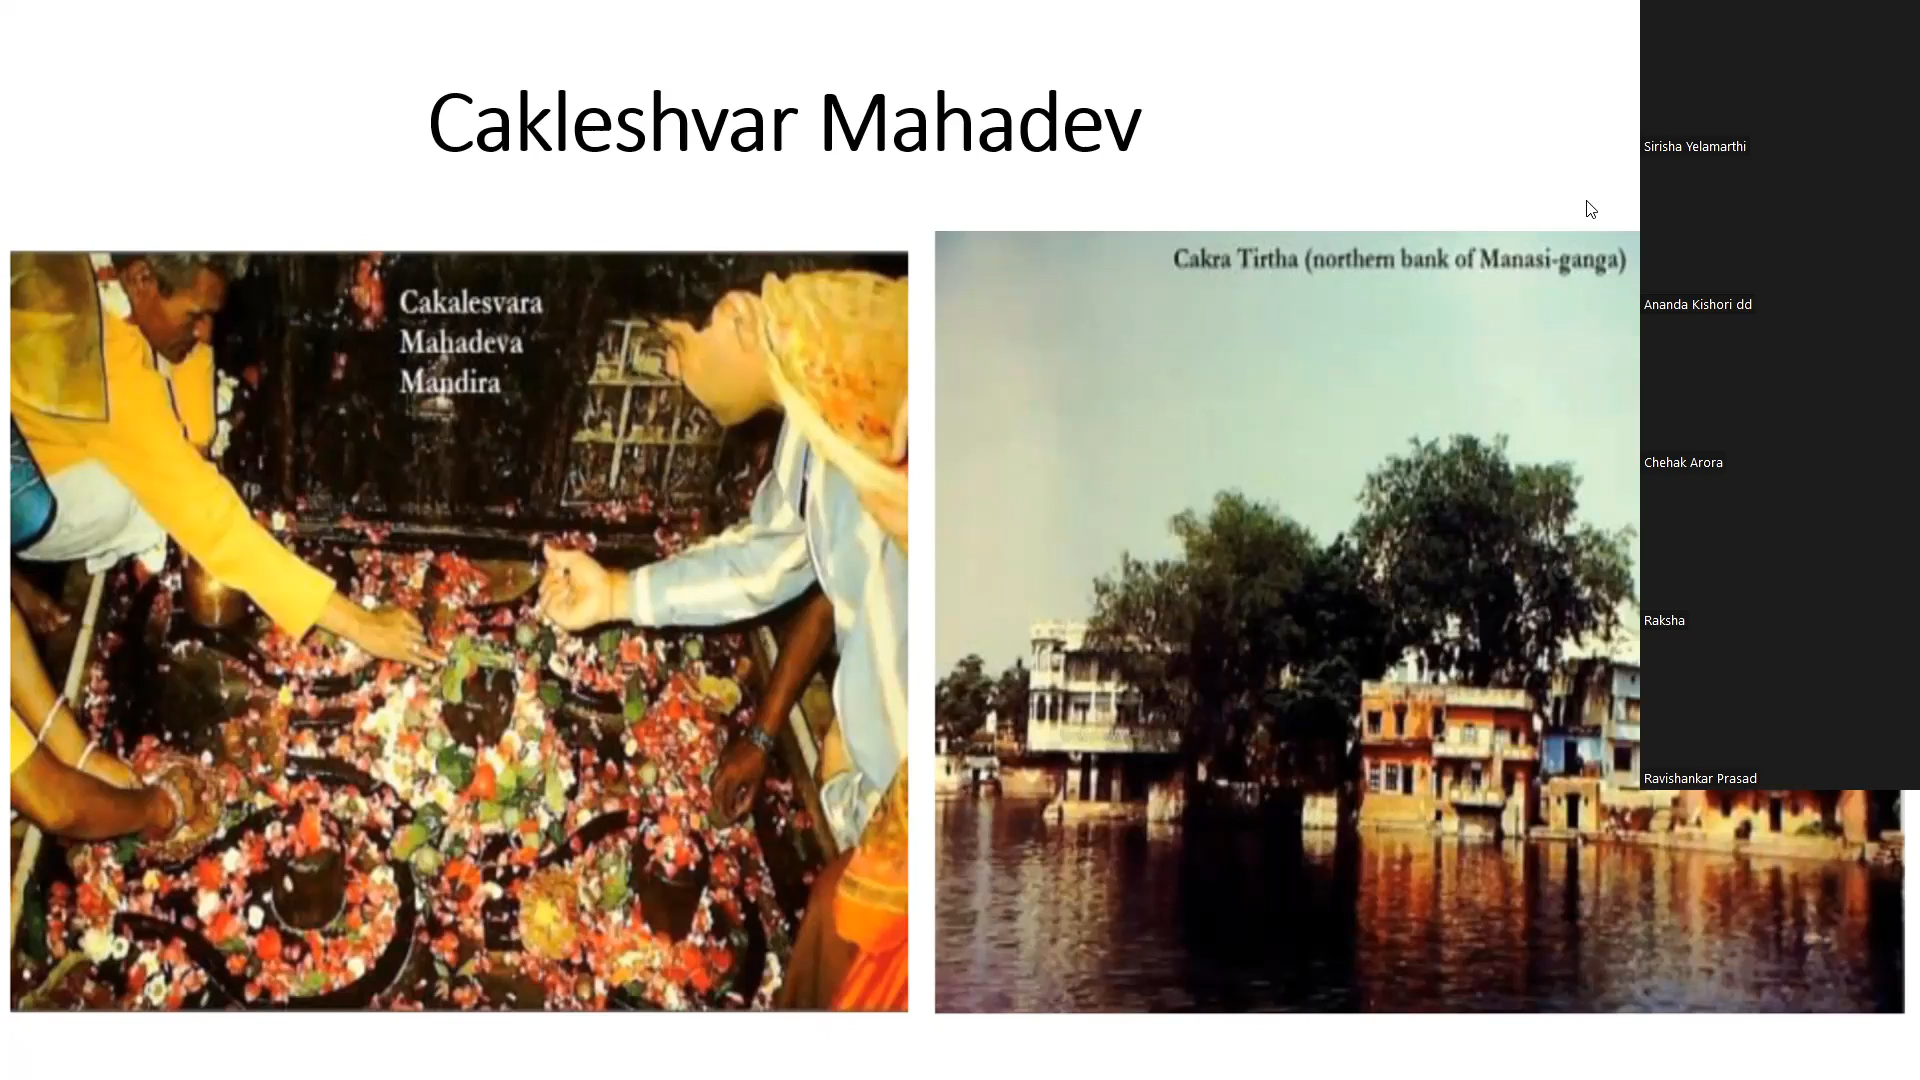 Cakleshvar Mahadev
Cakalesvara
Mahadeva
Mandira
Cakra Tirtha (northern bank of Manasi-ganga)
Sirisha Yelamarthi
Ananda Kishori dd
Chehak Arora
Raksha
Ravishankar Prasad